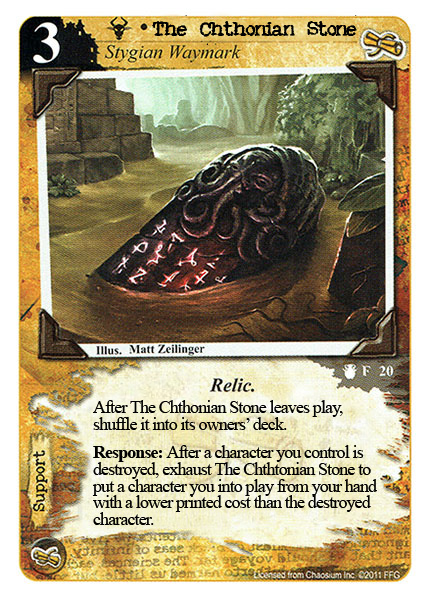 3
• The Chthonian Stone
Stygian Waymark
Illus. Matt Zeilinger
F 20
Relic.
After The Chthonian Stone leaves play,
shuffle it into its owners' deck.
Response: After a character you control is
destroyed, exhaust The Chthtonian Stone to
put a character you into play from your hand
with a lower printed cost than the destroyed
character.
Support
Licensed from Chaosium Inc. ©2011 FFG